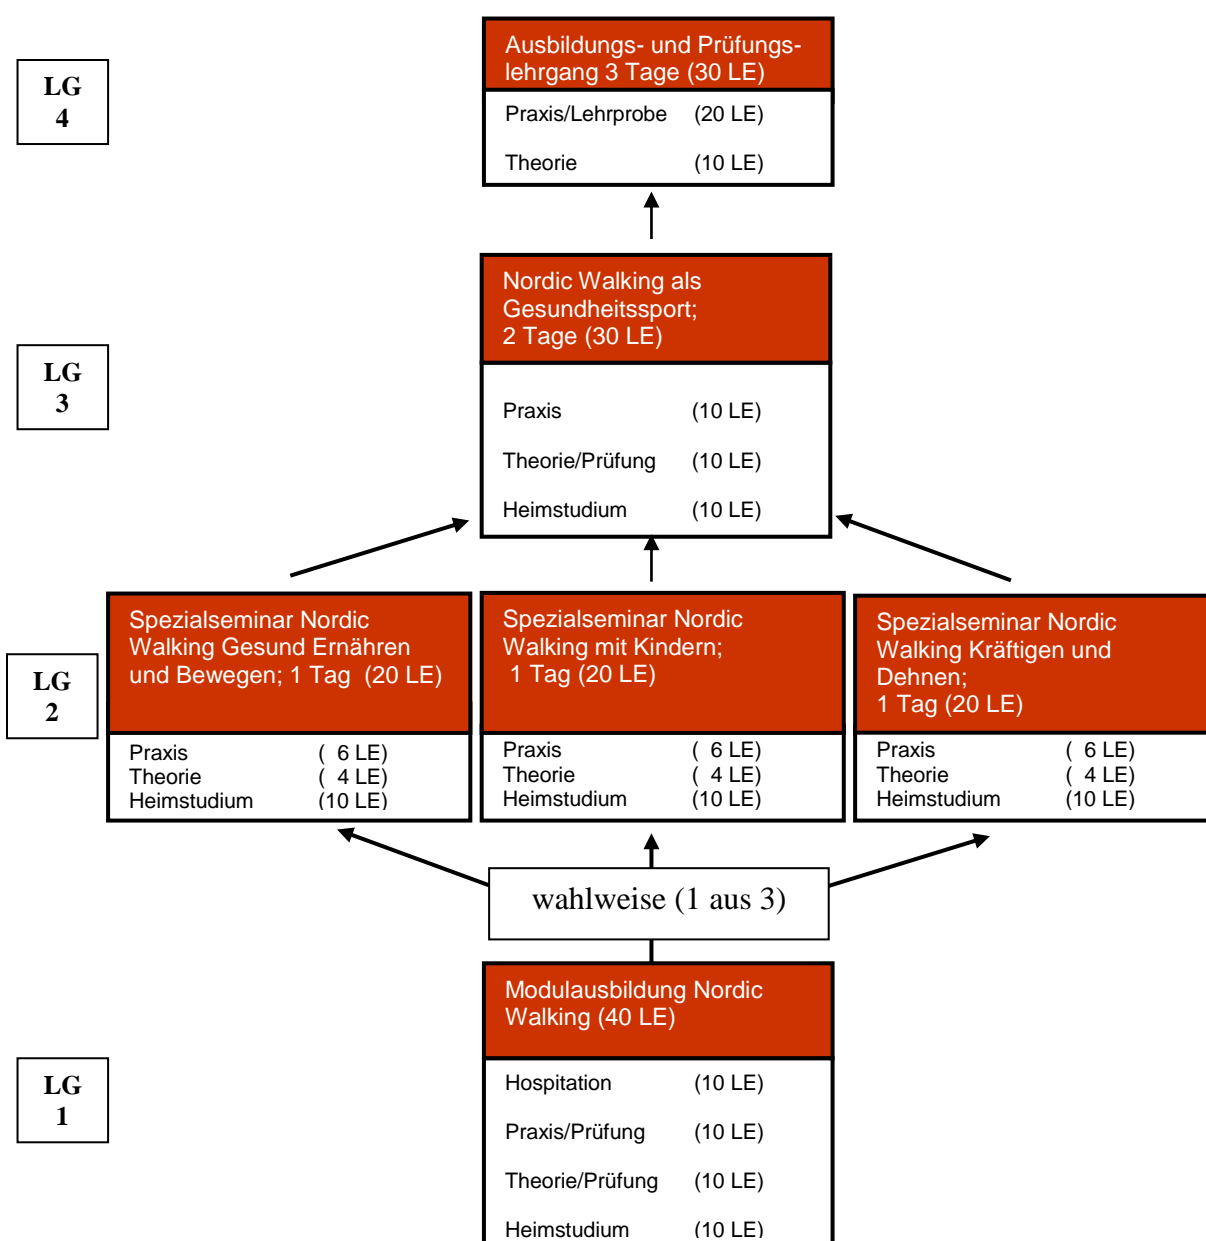 Ausbildungs- und Prüfungs-
lehrgang 3 Tage (30 LE)
LG
4
Praxis/Lehrprobe (20 LE)
Theorie (10 LE)
Nordic Walking als
Gesundheitssport;
2 Tage (30 LE)
LG
3
Praxis (10 LE)
Theorie/Prüfung (10 LE)
Heimstudium (10 LE)
LG
2
Spezialseminar Nordic
Walking Gesund Ernähren
und Bewegen; 1 Tag (20 LE)
Praxis ( 6 LE)
Theorie ( 4 LE)
Heimstudium (10 LE)
Spezialseminar Nordic
Walking mit Kindern;
1 Tag (20 LE)
Praxis ( 6 LE)
Theorie ( 4 LE)
Heimstudium (10 LE)
Spezialseminar Nordic
Walking Kräftigen und
Dehnen;
1 Tag (20 LE)
Praxis ( 6 LE)
Theorie ( 4 LE)
Heimstudium (10 LE)
wahlweise (1 aus 3)
Modulausbildung Nordic
Walking (40 LE)
LG
1
Hospitation (10 LE)
Praxis/Prüfung (10 LE)
Theorie/Prüfung (10 LE)
Heimstudium (10 LE)